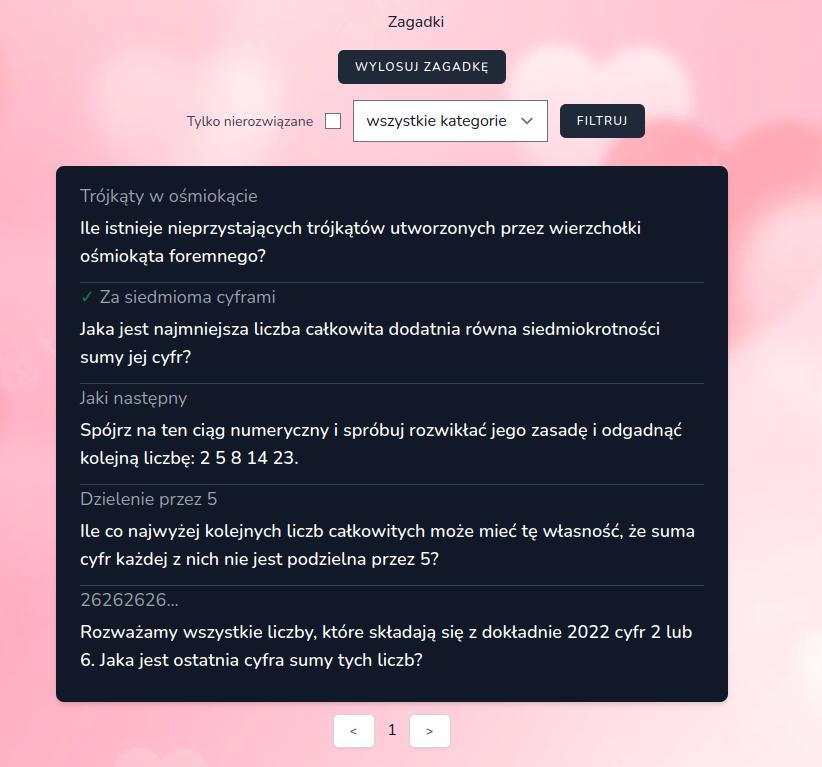 Zagadki
WYLOSUJ ZAGADKĘ
Tylko nierozwiązane wszystkie kategorie FILTRUJ
Trójkąty w ośmiokącie
Ile istnieje nieprzystających trójkątów utworzonych przez wierzchołki
ośmiokąta foremnego?
✓ Za siedmioma cyframi
Jaka jest najmniejsza liczba całkowita dodatnia równa siedmiokrotności
sumy jej cyfr?
Jaki następny
Spójrz na ten ciąg numeryczny i spróbuj rozwikłać jego zasadę i odgadnąć
kolejną liczbę: 2 5 8 14 23.
Dzielenie przez 5
Ile co najwyżej kolejnych liczb całkowitych może mieć tę własność, że suma
cyfr każdej z nich nie jest podzielna przez 5?
26262626...
Rozważamy wszystkie liczby, które składają się z dokładnie 2022 cyfr 2 lub
6. Jaka jest ostatnia cyfra sumy tych liczb?
< 1 >